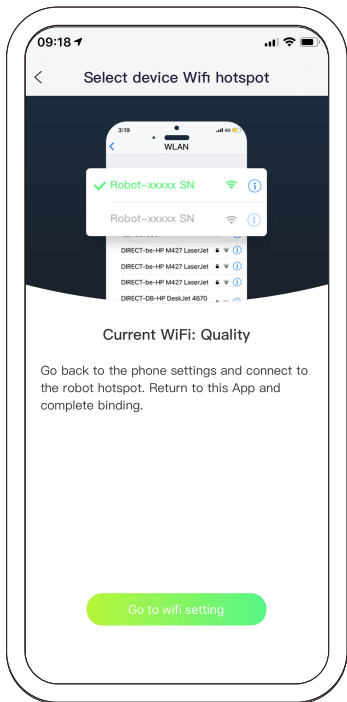 09:18
Select device Wifi hotspot
3:19
4G
WLAN
Robot-xxxxx SN
Robot-xxxxx SN
DIRECT-be-HP M427 LaserJet
DIRECT-be-HP M427 LaserJet
DIRECT-be-HP M427 LaserJet
DIRECT-DB-HP DeskJet 4670
Current WiFi: Quality
Go back to the phone settings and connect to
the robot hotspot. Return to this App and
complete binding.
Go to wifi setting